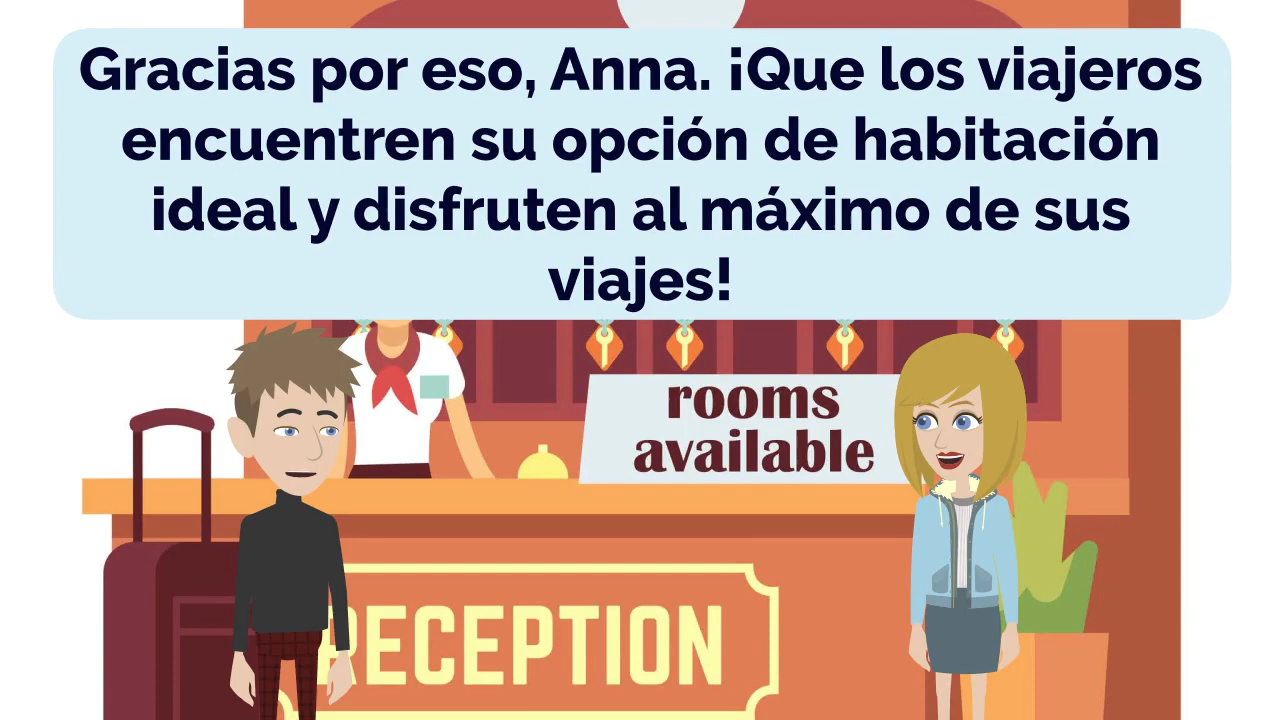 Gracias por eso, Anna. ¡Que los viajeros
encuentren su opción de habitación
ideal y disfruten al máximo de sus
viajes!
rooms
available
RECEPTION